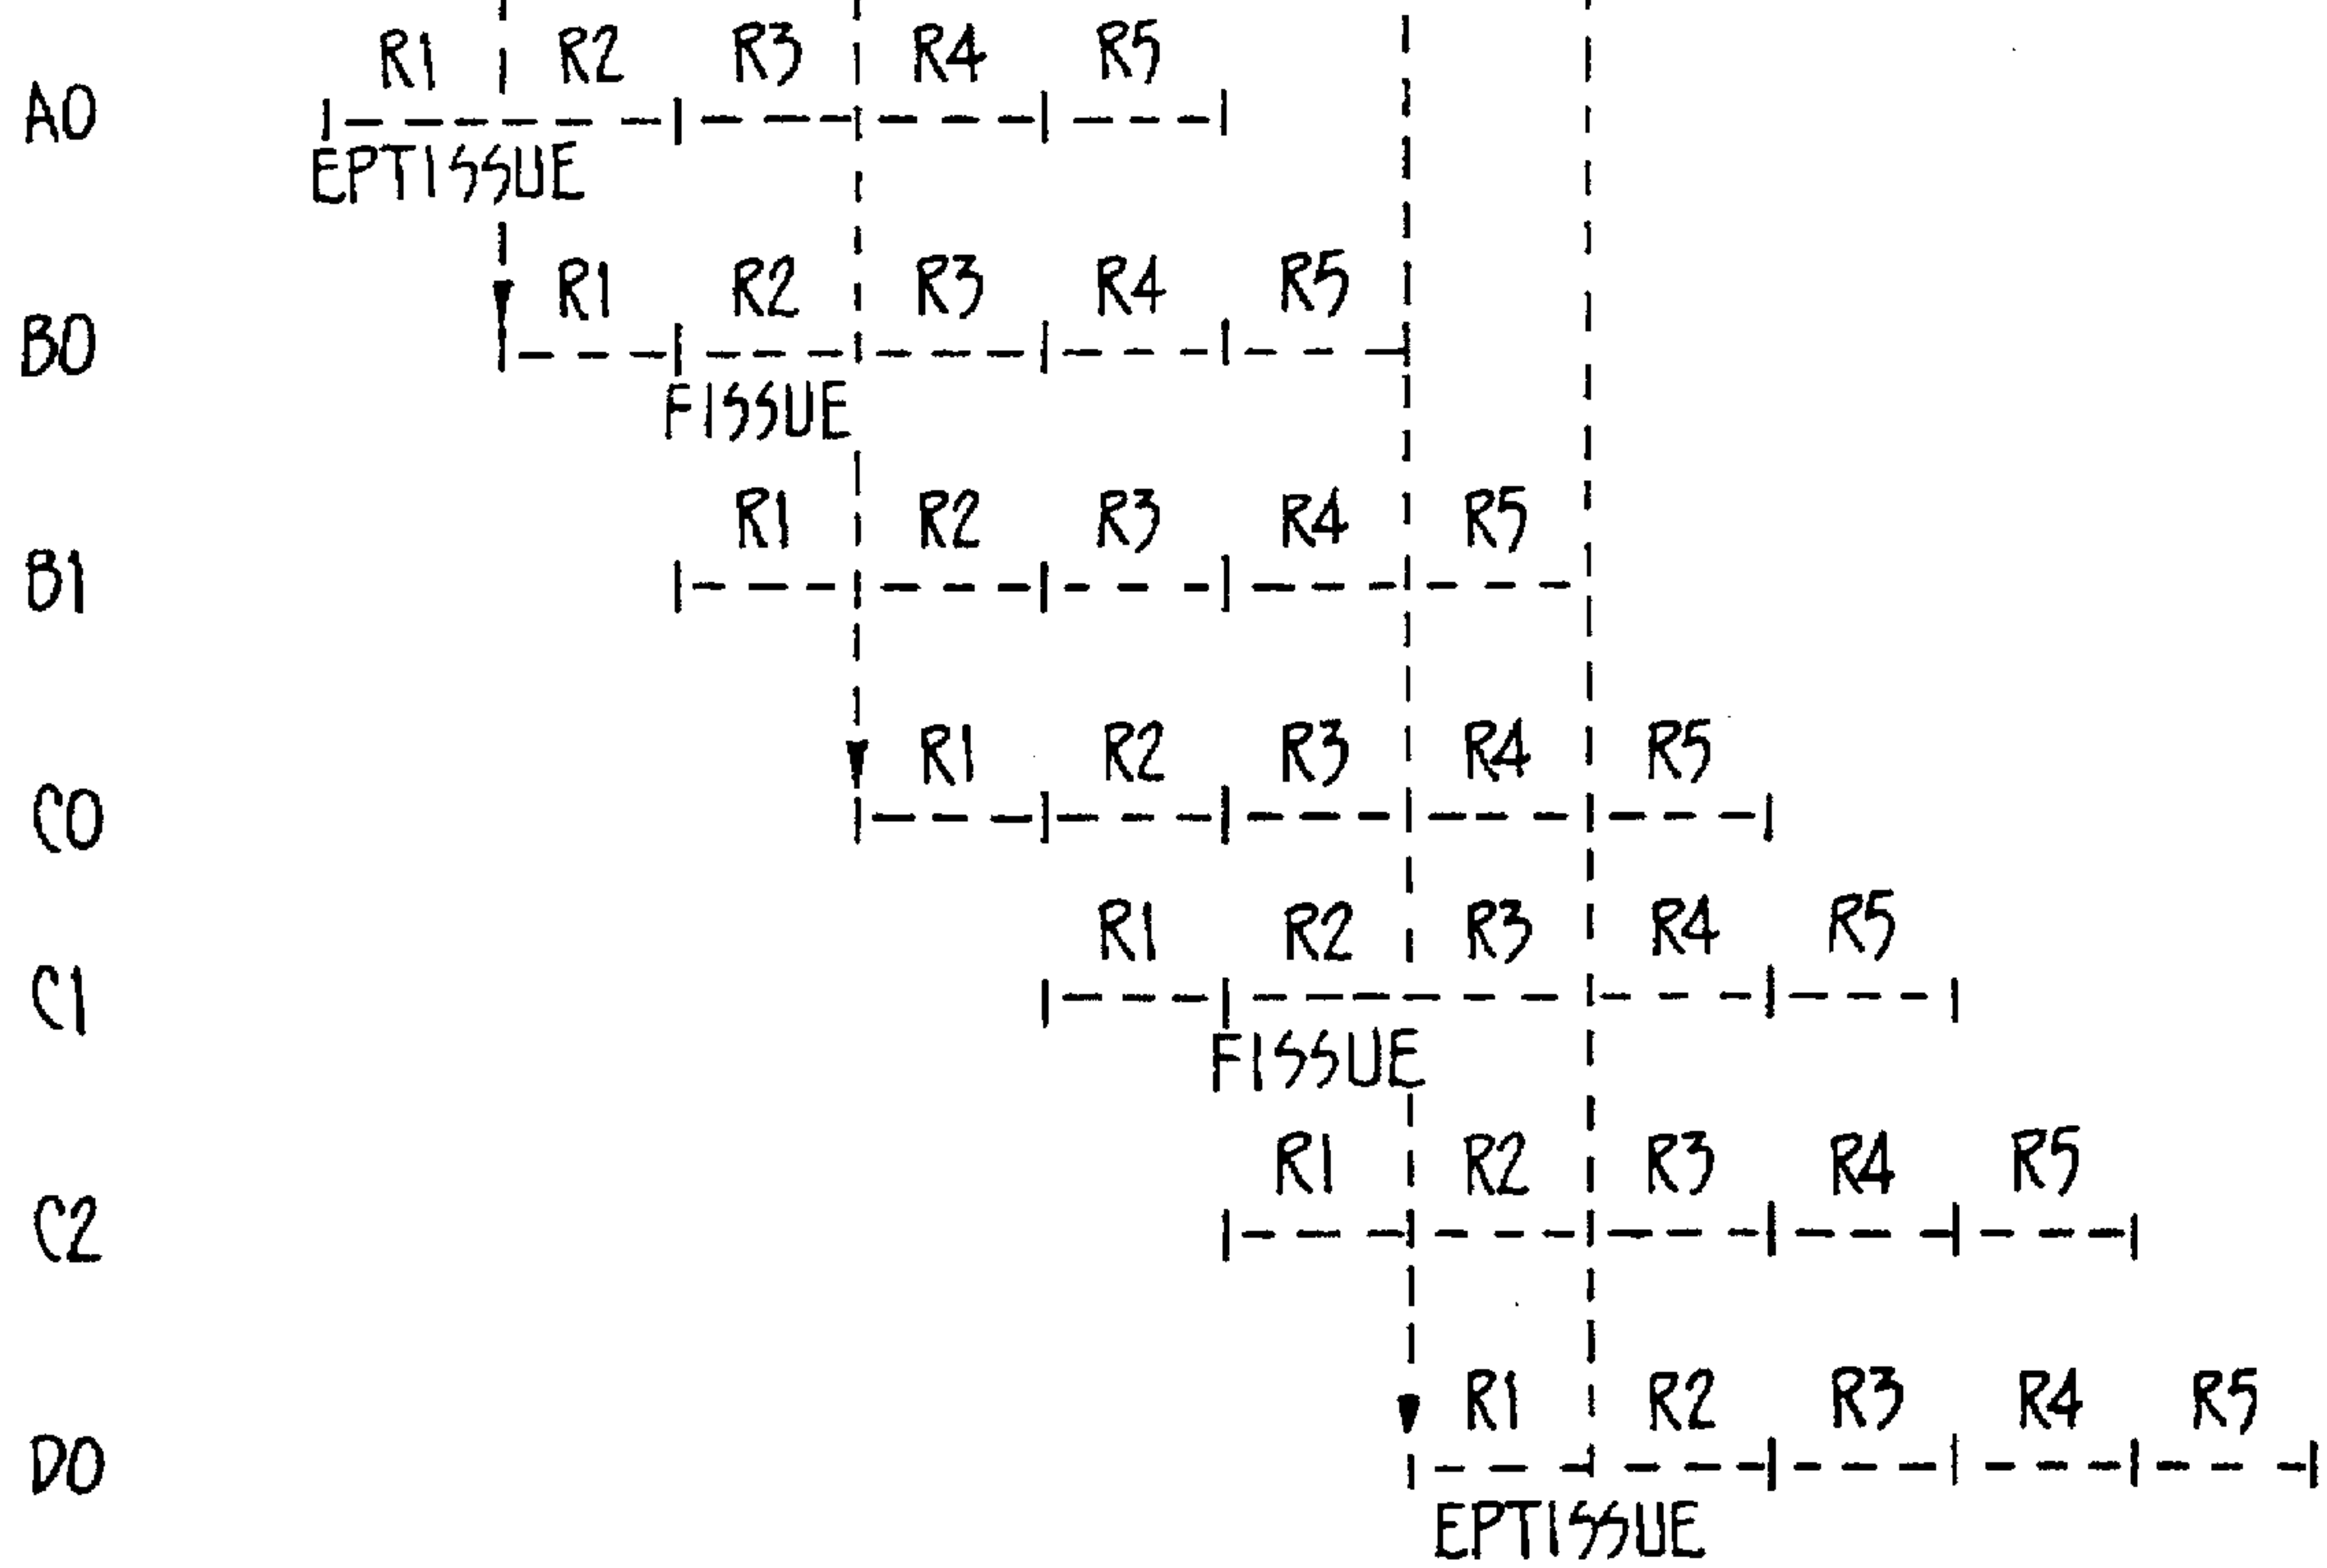 R1 R2 R3 R4 R5
A0
EPTISSUE
R1 R2 R3 R4 R5
B0
FISSUE
R1 R2 R3 R4 R5
B1
R1 R2 R3 R4 R5
C0
R1 R2 R3 R4 R5
C1
FISSUE
R1 R2 R3 R4 R5
C2
R1 R2 R3 R4 R5
D0
EPTISSUE